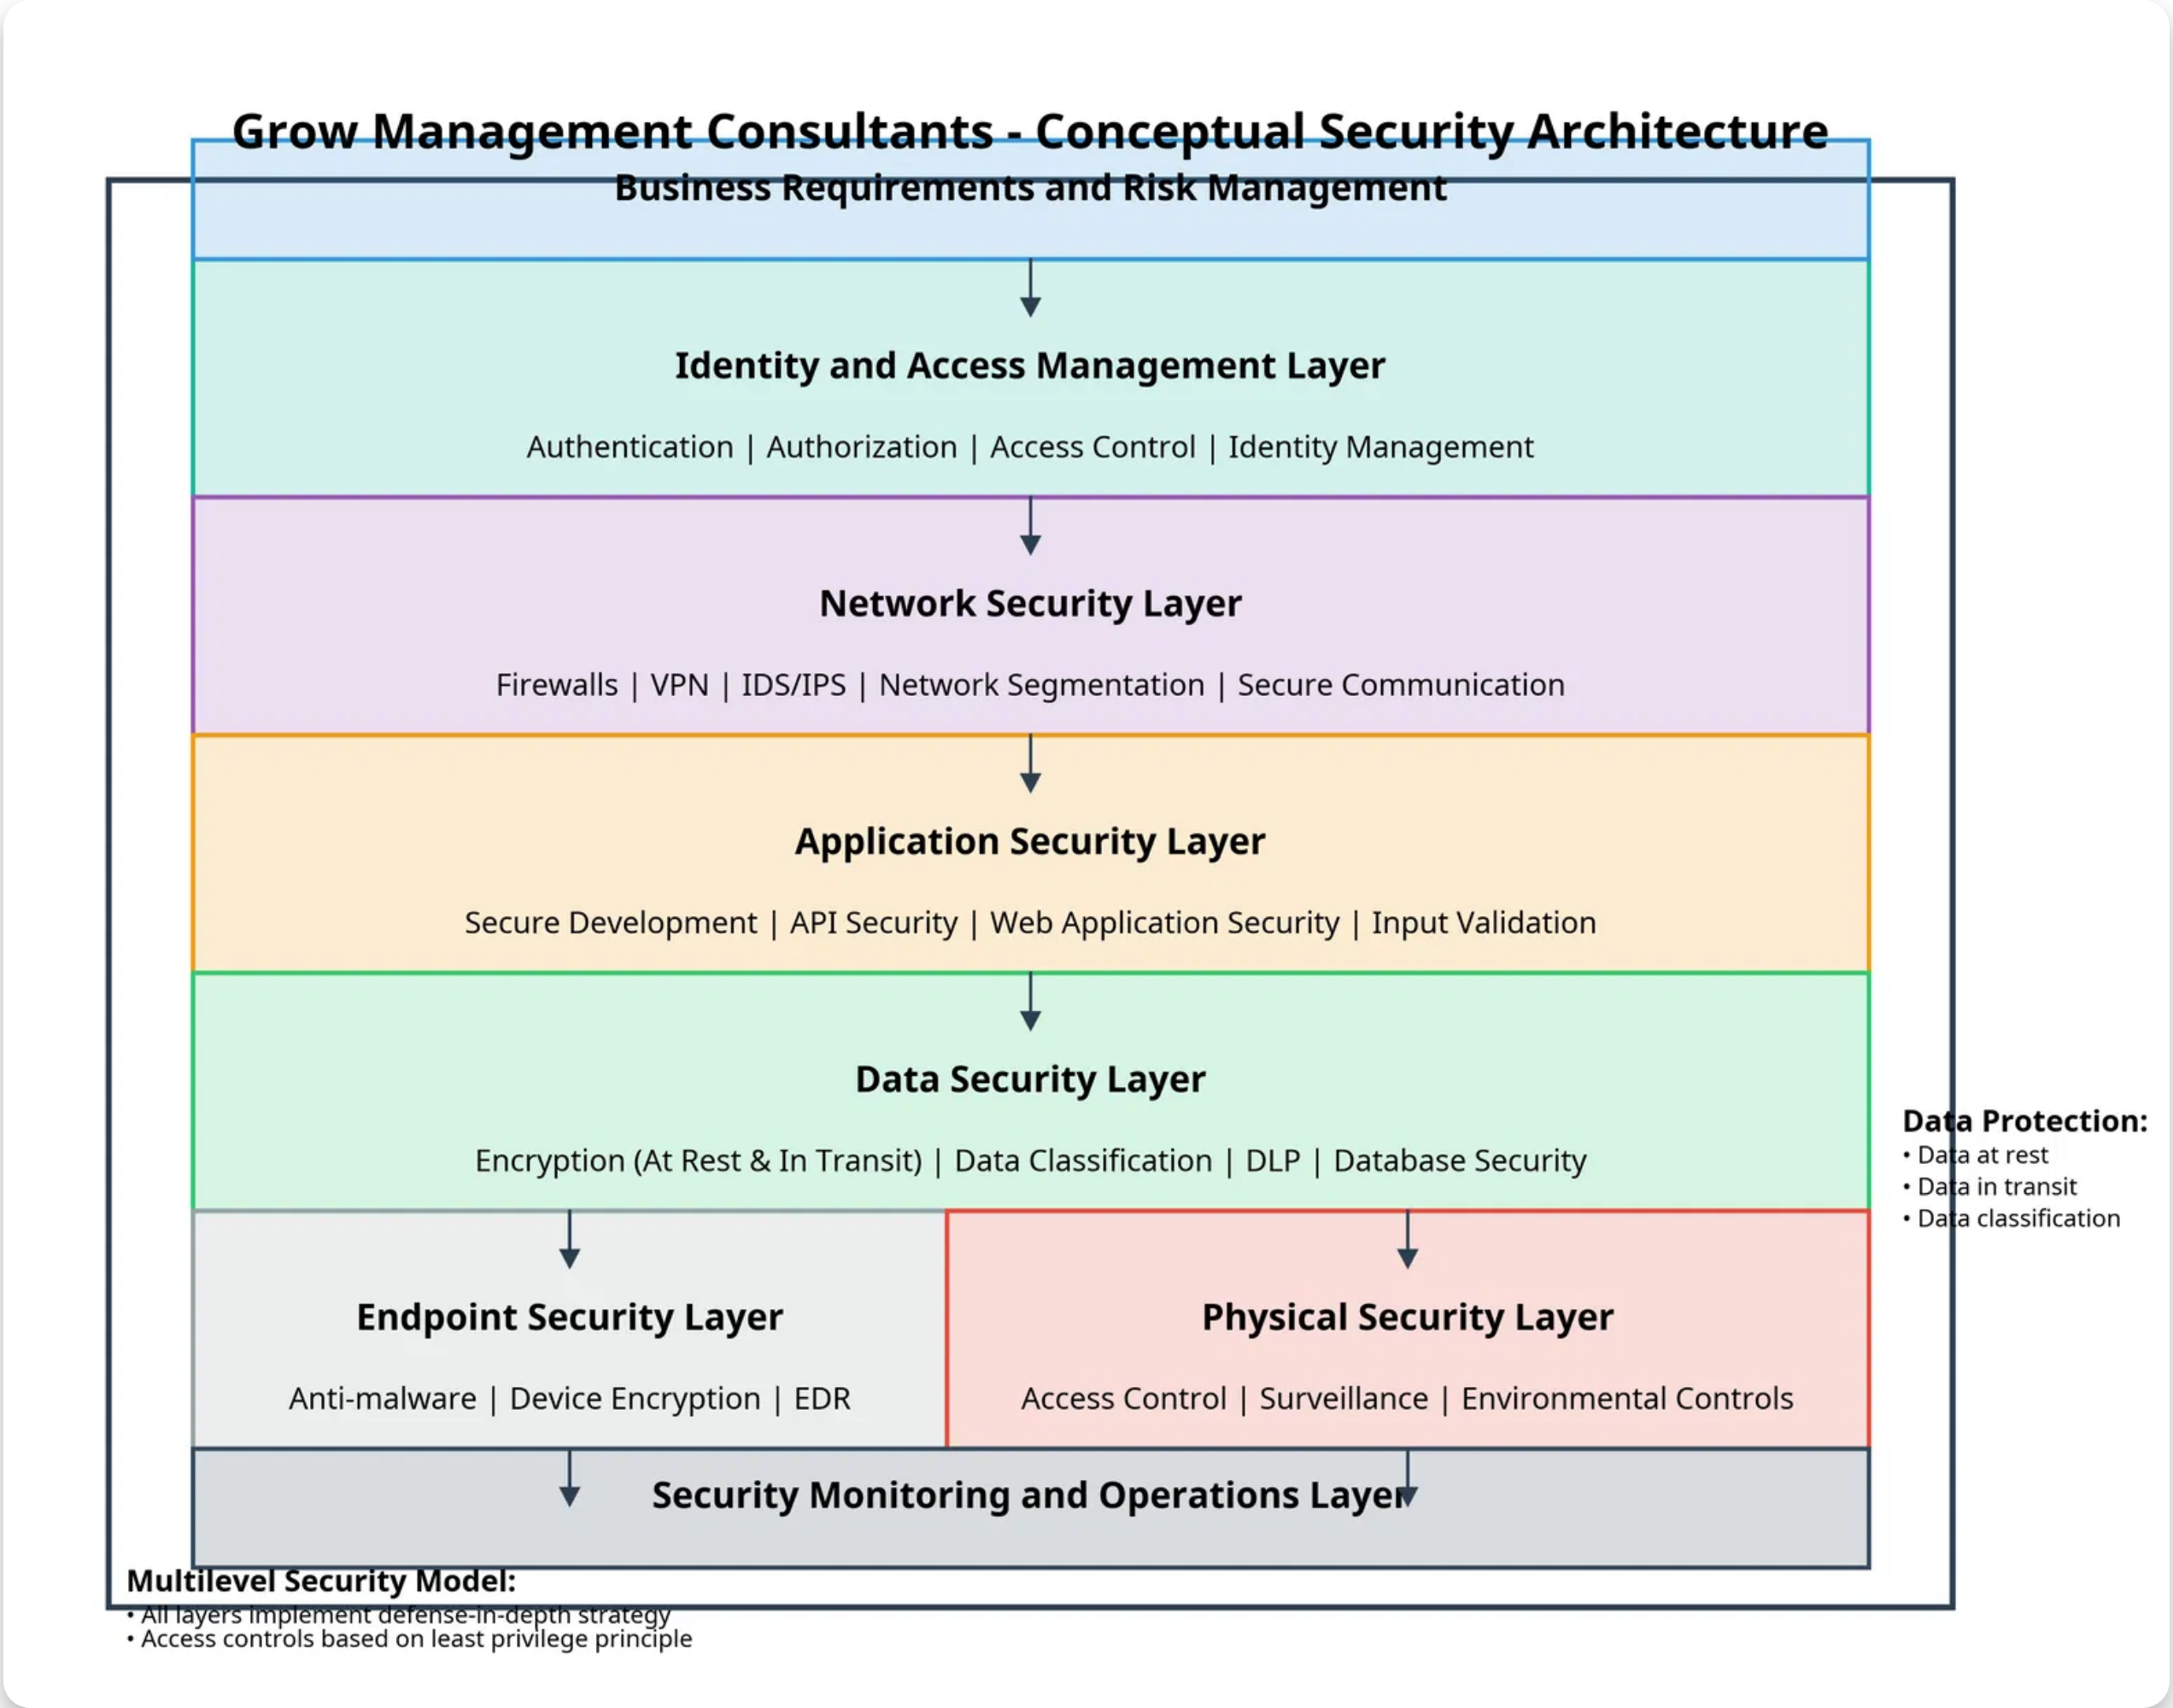 Grow Management Consultants - Conceptual Security Architecture
Business Requirements and Risk Management
Identity and Access Management Layer
Authentication | Authorization | Access Control | Identity Management
Network Security Layer
Firewalls | VPN | IDS/IPS | Network Segmentation | Secure Communication
Application Security Layer
Secure Development | API Security | Web Application Security | Input Validation
Data Security Layer
Encryption (At Rest & In Transit) | Data Classification | DLP | Database Security
Data Protection:
• Data at rest
• Data in transit
• Data classification
Endpoint Security Layer
Anti-malware | Device Encryption | EDR
Physical Security Layer
Access Control | Surveillance | Environmental Controls
Security Monitoring and Operations Layer
Multilevel Security Model:
• All layers implement defense-in-depth strategy
• Access controls based on least privilege principle